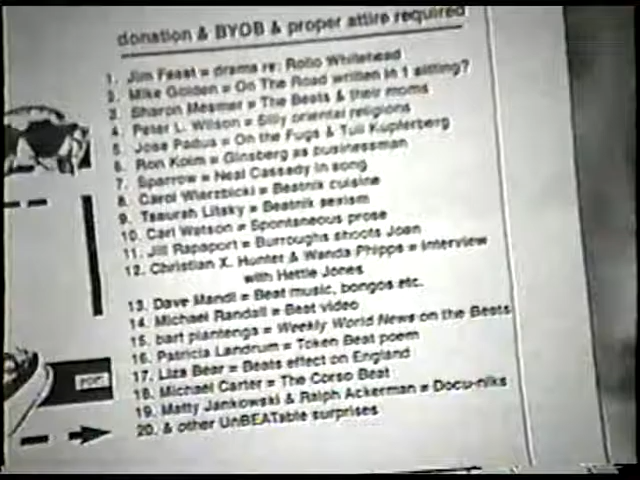 donation & BYOB & proper attire required
1. Jim Feast = drama re: Rollo Whitehead
2. Mike Golden = On The Road written in 1 sitting?
3. Sharon Mesmer = The Beats & their moms
4. Peter L. Wilson = Silly oriental religions
5. Jose Padua = On the Fugs & Tuli Kupferberg
6. Ron Kolm = Ginsberg as businessman
7. Sparrow = Neal Cassady in song
8. Carol Wierzbicki = Beatnik cuisine
9. Tsaurah Litsky = Beatnik sexism
10. Carl Watson = Spontaneous prose
11. Jill Rapaport = Burroughs shoots Joan
12. Christian X. Hunter & Wanda Phipps = Interview
with Hettie Jones
13. Dave Mandl = Beat music, bongos etc.
14. Michael Randall = Beat video
15. bart plantenga = Weekly World News on the Beats
16. Patricia Landrum = Token Beat poem
17. Liza Bear = Beats effect on England
18. Michael Carter = The Corso Beat
19. Matty Jankowski & Ralph Ackerman = Docu-niks
20. & other UnBEATable surprises